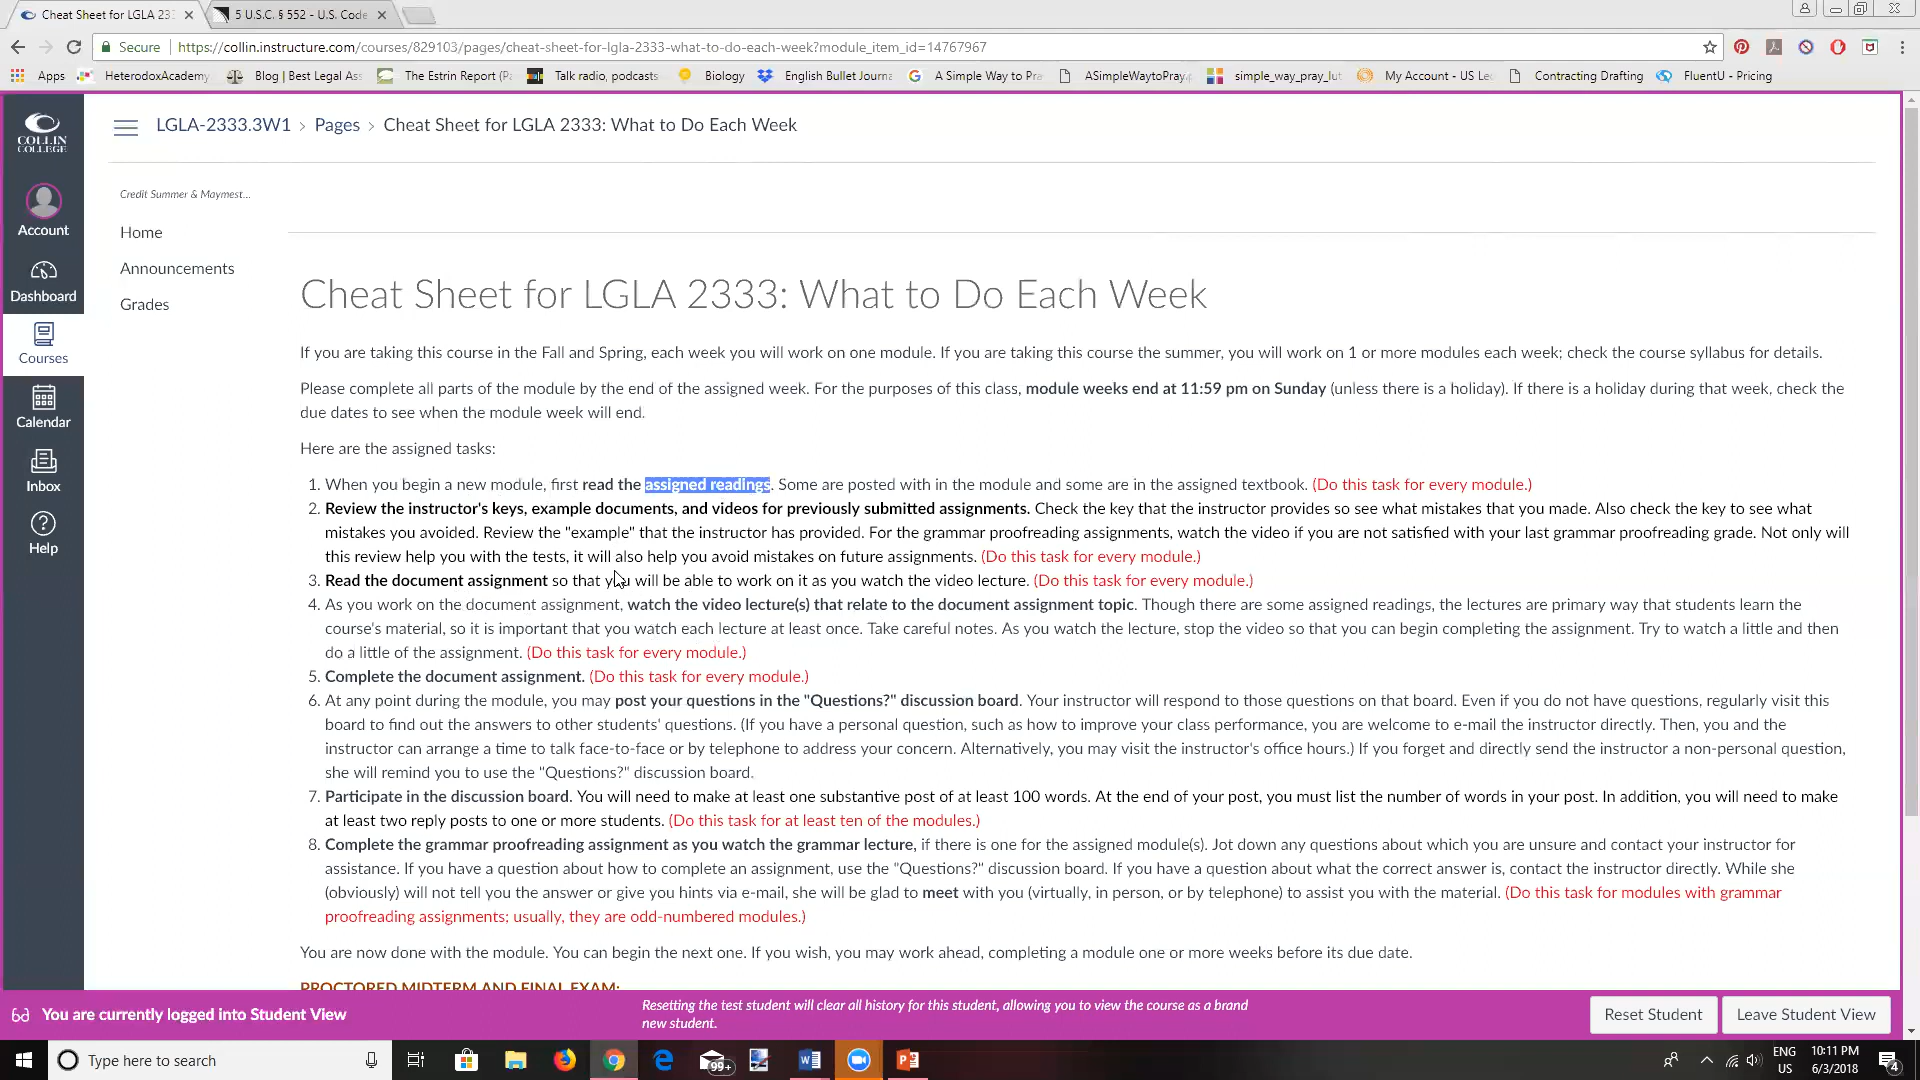 Cheat Sheet for LGLA 233
5 U.S.C. § 552 - U.S. Code
Secure
https://collin.instructure.com/courses/829103/pages/cheat-sheet-for-lgla-2333-what-to-do-each-week?module_item_id=14767967
Apps HeterodoxAcademy Blog | Best Legal Ass The Estrin Report (Pa Talk radio, podcasts Biology English Bullet Journa A Simple Way to Pra ASimpleWaytoPray. simple_way_pray_lut My Account - US Le Contracting Drafting FluentU - Pricing
COLLIN
COLLEGE
LGLA-2333.3W1 › Pages › Cheat Sheet for LGLA 2333: What to Do Each Week
Credit Summer & Maymest...
Home
Announcements
Grades
Account
Dashboard
Courses
Calendar
Inbox
Help
Cheat Sheet for LGLA 2333: What to Do Each Week
If you are taking this course in the Fall and Spring, each week you will work on one module. If you are taking this course the summer, you will work on 1 or more modules each week; check the course syllabus for details.
Please complete all parts of the module by the end of the assigned week. For the purposes of this class, module weeks end at 11:59 pm on Sunday (unless there is a holiday). If there is a holiday during that week, check the
due dates to see when the module week will end.
Here are the assigned tasks:
1. When you begin a new module, first read the assigned readings. Some are posted with in the module and some are in the assigned textbook. (Do this task for every module.)
2. Review the instructor's keys, example documents, and videos for previously submitted assignments. Check the key that the instructor provides so see what mistakes that you made. Also check the key to see what
mistakes you avoided. Review the "example" that the instructor has provided. For the grammar proofreading assignments, watch the video if you are not satisfied with your last grammar proofreading grade. Not only will
this review help you with the tests, it will also help you avoid mistakes on future assignments. (Do this task for every module.)
3. Read the document assignment so that you will be able to work on it as you watch the video lecture. (Do this task for every module.)
4. As you work on the document assignment, watch the video lecture(s) that relate to the document assignment topic. Though there are some assigned readings, the lectures are primary way that students learn the
course's material, so it is important that you watch each lecture at least once. Take careful notes. As you watch the lecture, stop the video so that you can begin completing the assignment. Try to watch a little and then
do a little of the assignment. (Do this task for every module.)
5. Complete the document assignment. (Do this task for every module.)
6. At any point during the module, you may post your questions in the "Questions?" discussion board. Your instructor will respond to those questions on that board. Even if you do not have questions, regularly visit this
board to find out the answers to other students' questions. (If you have a personal question, such as how to improve your class performance, you are welcome to e-mail the instructor directly. Then, you and the
instructor can arrange a time to talk face-to-face or by telephone to address your concern. Alternatively, you may visit the instructor's office hours.) If you forget and directly send the instructor a non-personal question,
she will remind you to use the "Questions?" discussion board.
7. Participate in the discussion board. You will need to make at least one substantive post of at least 100 words. At the end of your post, you must list the number of words in your post. In addition, you will need to make
at least two reply posts to one or more students. (Do this task for at least ten of the modules.)
8. Complete the grammar proofreading assignment as you watch the grammar lecture, if there is one for the assigned module(s). Jot down any questions about which you are unsure and contact your instructor for
assistance. If you have a question about how to complete an assignment, use the "Questions?" discussion board. If you have a question about what the correct answer is, contact the instructor directly. While she
(obviously) will not tell you the answer or give you hints via e-mail, she will be glad to meet with you (virtually, in person, or by telephone) to assist you with the material. (Do this task for modules with grammar
proofreading assignments; usually, they are odd-numbered modules.)
You are now done with the module. You can begin the next one. If you wish, you may work ahead, completing a module one or more weeks before its due date.
PROCTORED MIDTERM AND FINAL EXAM:
You are currently logged into Student View
Resetting the test student will clear all history for this student, allowing you to view the course as a brand
new student.
Reset Student
Leave Student View
Type here to search
99+
ENG
US
10:11 PM
6/3/2018
4